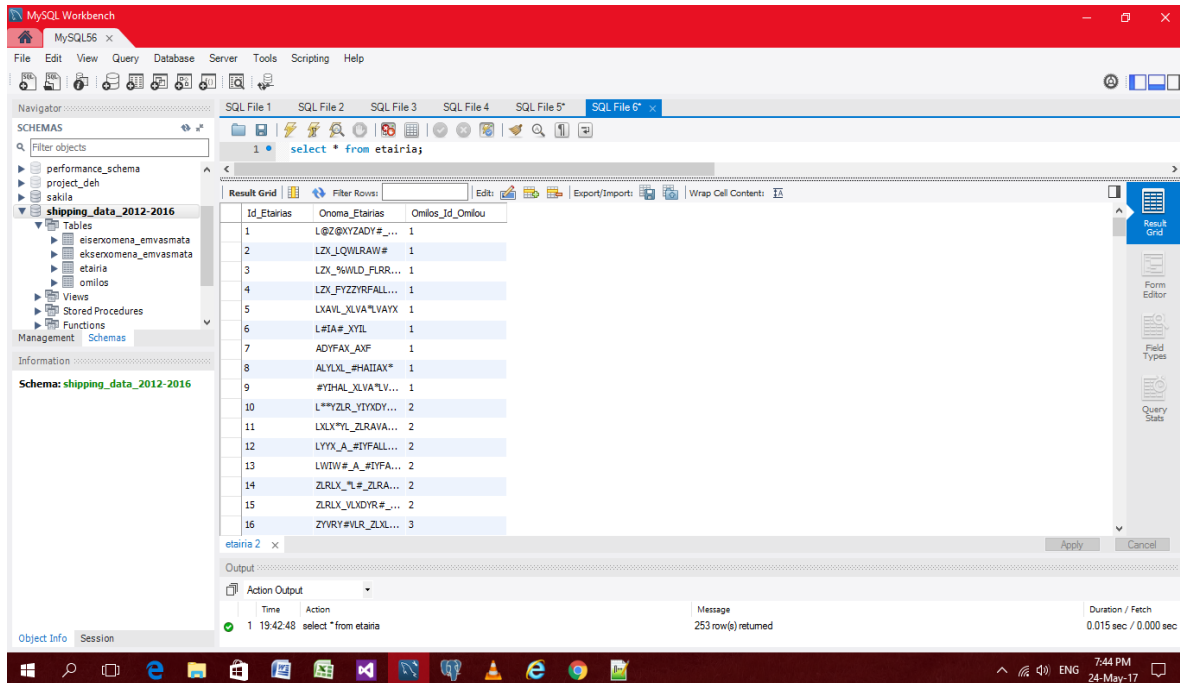 MySQL Workbench
MySQL56
File Edit View Query Database Server Tools Scripting Help
Navigator
SCHEMAS
Filter objects
performance_schema
project_deh
sakila
shipping_data_2012-2016
Tables
eiserxomena_emvasmata
ekserxomena_emvasmata
etairia
omilos
Views
Stored Procedures
Functions
Management Schemas
Information
Schema: shipping_data_2012-2016
Object Info Session
SQL File 1 SQL File 2 SQL File 3 SQL File 4 SQL File 5* SQL File 6*
1 select * from etairia;
Result Grid Filter Rows: Edit: Export/Import: Wrap Cell Content:
Id_Etairias Onoma_Etairias Omilos_Id_Omilou
1 L@Z@XYZADY#_... 1
2 LZX_LQWLRAW# 1
3 LZX_%WLD_FLRR... 1
4 LZX_FYZZYRFALL... 1
5 LXAVL_XLVA*LVAYX 1
6 L#IA#_XYIL 1
7 ADYFAX_AXF 1
8 ALYLXL_#HAIIAX* 1
9 #YIHAL_XLVA*LV... 1
10 L**YZLR_YIYXDY... 2
11 LXLX*YL_ZLRAVA... 2
12 LYYX_A_#IYFALL... 2
13 LWIW#_A_#IYFA... 2
14 ZLRLX_*L#_ZLRA... 2
15 ZLRLX_VLXDYR#_... 2
16 ZYVRY#VLR_ZLXL... 3
Result Grid
Form Editor
Field Types
Query Stats
etairia 2
Apply Cancel
Output
Action Output
Time Action Message Duration / Fetch
1 19:42:48 select * from etairia 253 row(s) returned 0.015 sec / 0.000 sec
ENG
7:44 PM
24-May-17